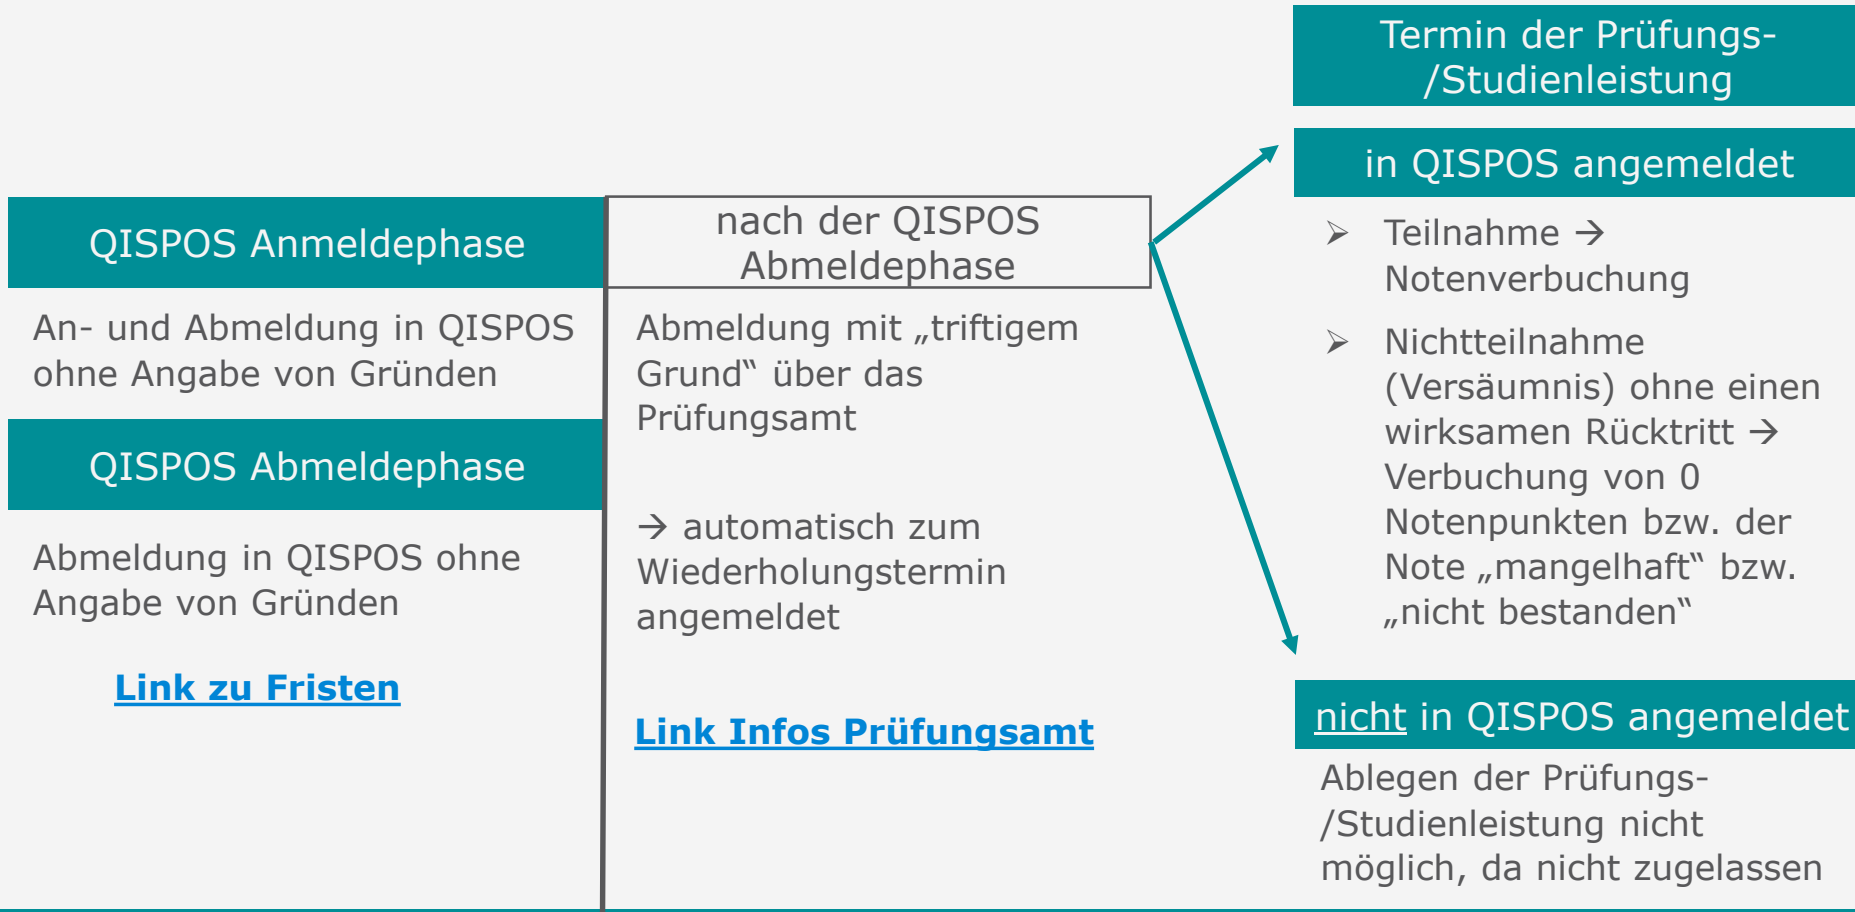 QISPOS Anmeldephase
An- und Abmeldung in QISPOS
ohne Angabe von Gründen
QISPOS Abmeldephase
Abmeldung in QISPOS ohne
Angabe von Gründen
Link zu Fristen
nach der QISPOS
Abmeldephase
Abmeldung mit „triftigem
Grund“ über das
Prüfungsamt
→ automatisch zum
Wiederholungstermin
angemeldet
Link Infos Prüfungsamt
Termin der Prüfungs-
/Studienleistung
in QISPOS angemeldet
➢ Teilnahme →
Notenverbuchung
➢ Nichtteilnahme
(Versäumnis) ohne einen
wirksamen Rücktritt →
Verbuchung von 0
Notenpunkten bzw. der
Note „mangelhaft“ bzw.
„nicht bestanden“
nicht in QISPOS angemeldet
Ablegen der Prüfungs-
/Studienleistung nicht
möglich, da nicht zugelassen